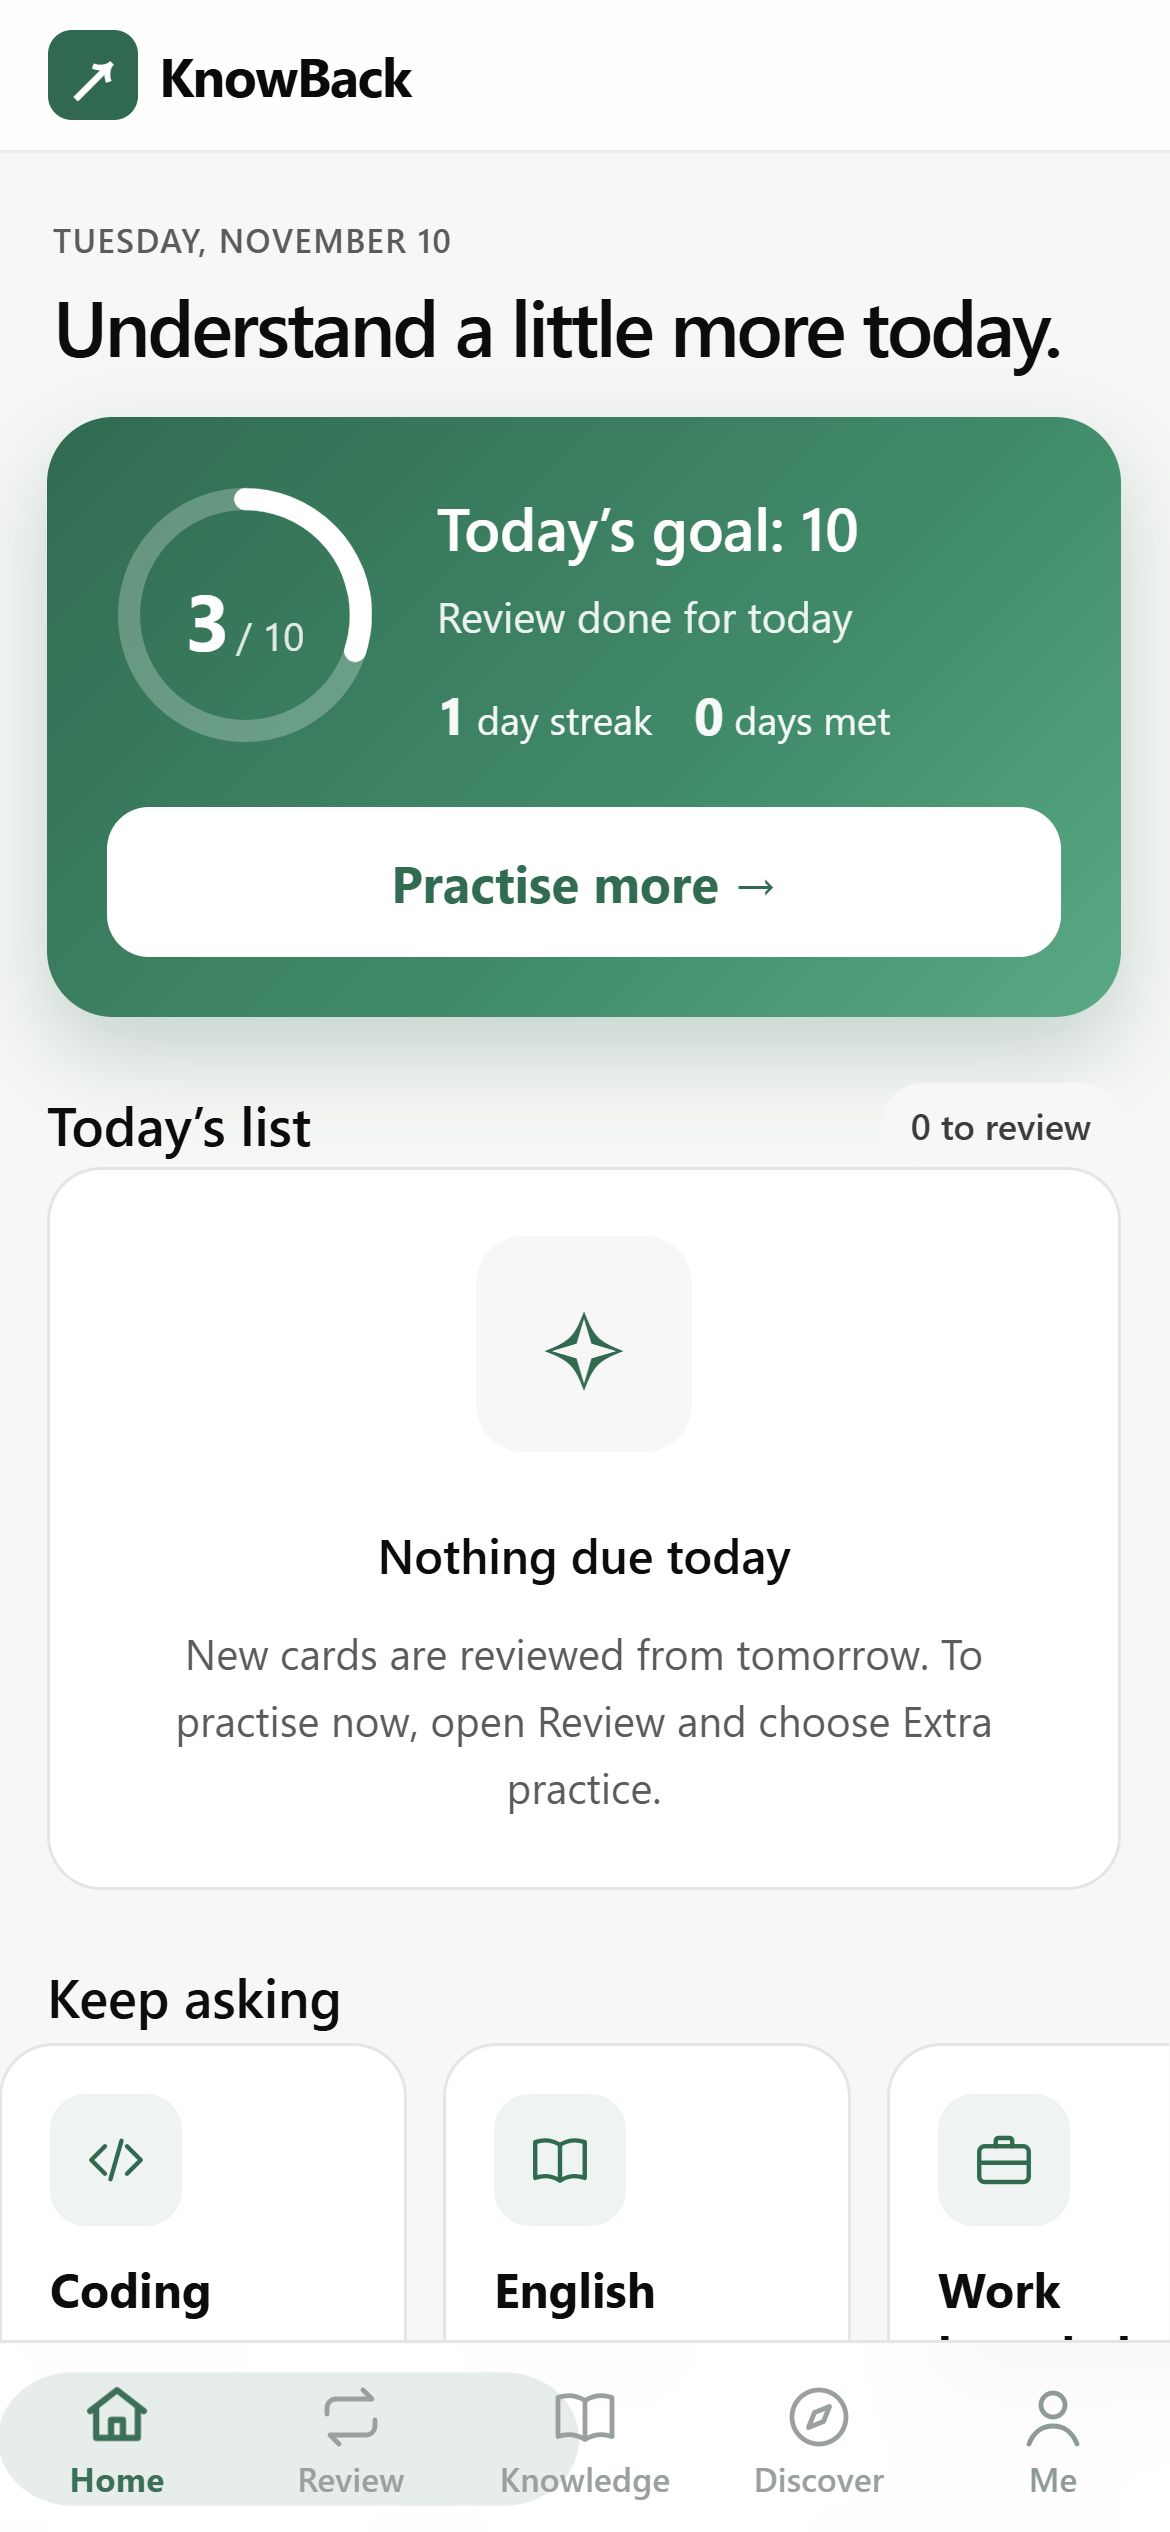 KnowBack
TUESDAY, NOVEMBER 10
Understand a little more today.
3 / 10
Today’s goal: 10
Review done for today
1 day streak 0 days met
Practise more →
Today’s list
0 to review
Nothing due today
New cards are reviewed from tomorrow. To
practise now, open Review and choose Extra
practice.
Keep asking
Coding
English
Work
Home
Review
Knowledge
Discover
Me